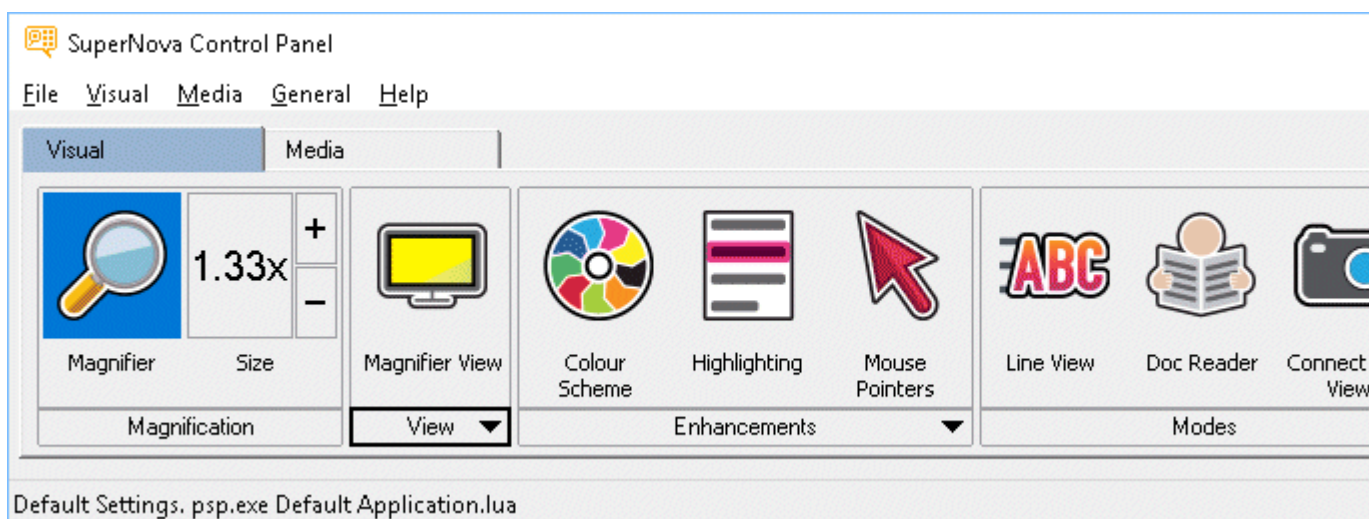 SuperNova Control Panel
File Visual Media General Help
Visual Media
1.33x + −
ABC
Magnifier Size Magnifier View Colour Scheme Highlighting Mouse Pointers Line View Doc Reader Connect View
Magnification View Enhancements Modes
Default Settings. psp.exe Default Application.lua